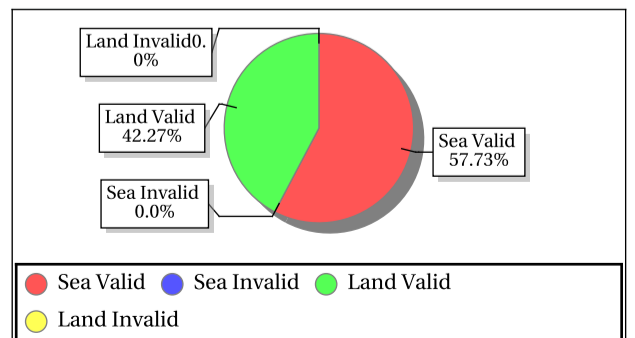 Land Invalid0.
0%
Land Valid
42.27%
Sea Valid
57.73%
Sea Invalid
0.0%
Sea Valid
Sea Invalid
Land Valid
Land Invalid